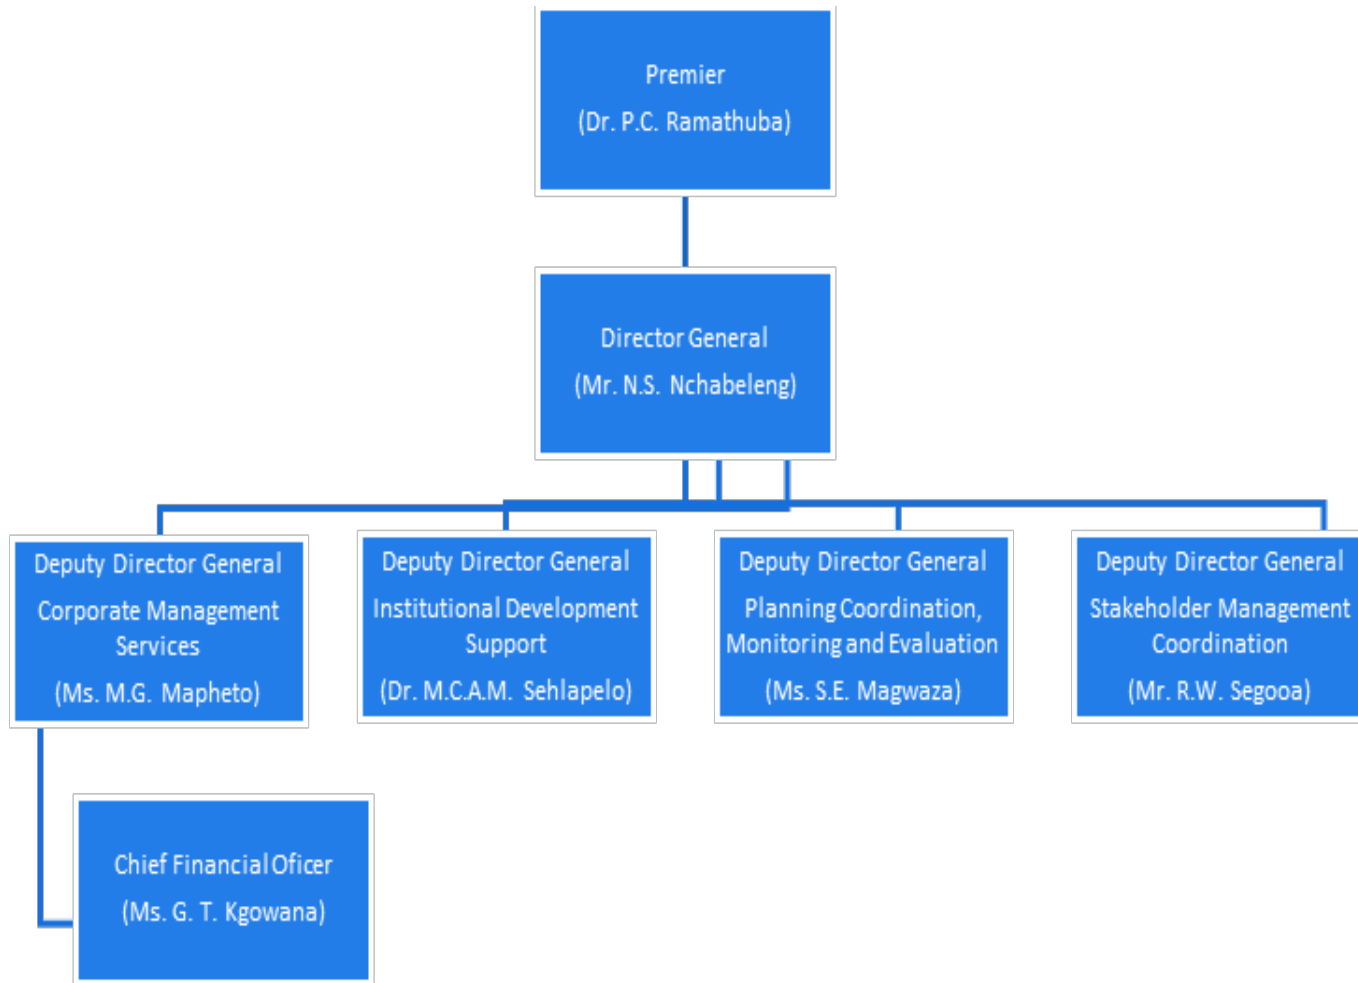 Premier
(Dr. P.C. Ramathuba)
Director General
(Mr. N.S. Nchabeleng)
Deputy Director General
Corporate Management
Services
(Ms. M.G. Mapheto)
Deputy Director General
Institutional Development
Support
(Dr. M.C.A.M. Sehlapelo)
Deputy Director General
Planning Coordination,
Monitoring and Evaluation
(Ms. S.E. Magwaza)
Deputy Director General
Stakeholder Management
Coordination
(Mr. R.W. Segooa)
Chief Financial Oficer
(Ms. G. T. Kgowana)